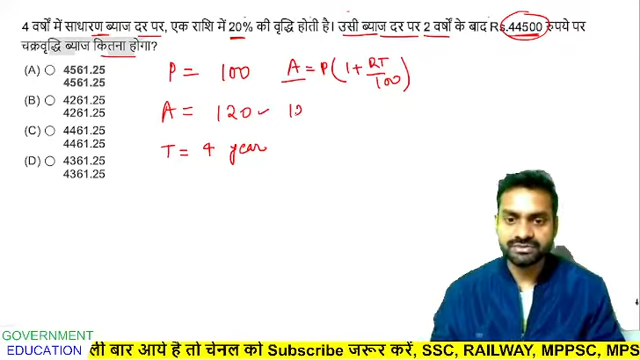 4 वर्षों में साधारण ब्याज दर पर, एक राशि में 20% की वृद्धि होती है। उसी ब्याज दर पर 2 वर्षों के बाद Rs.44500 रुपये पर
चक्रवृद्धि ब्याज कितना होगा?
(A) 4561.25
4561.25
(B) 4261.25
4261.25
(C) 4461.25
4461.25
(D) 4361.25
4361.25
P = 100 A = P(1+RT/100)
A = 120 12
T = 4 year
GOVERNMENT
EDUCATION
ली बार आये है तो चेनल को Subscribe जरूर करें, SSC, RAILWAY, MPPSC, MPS